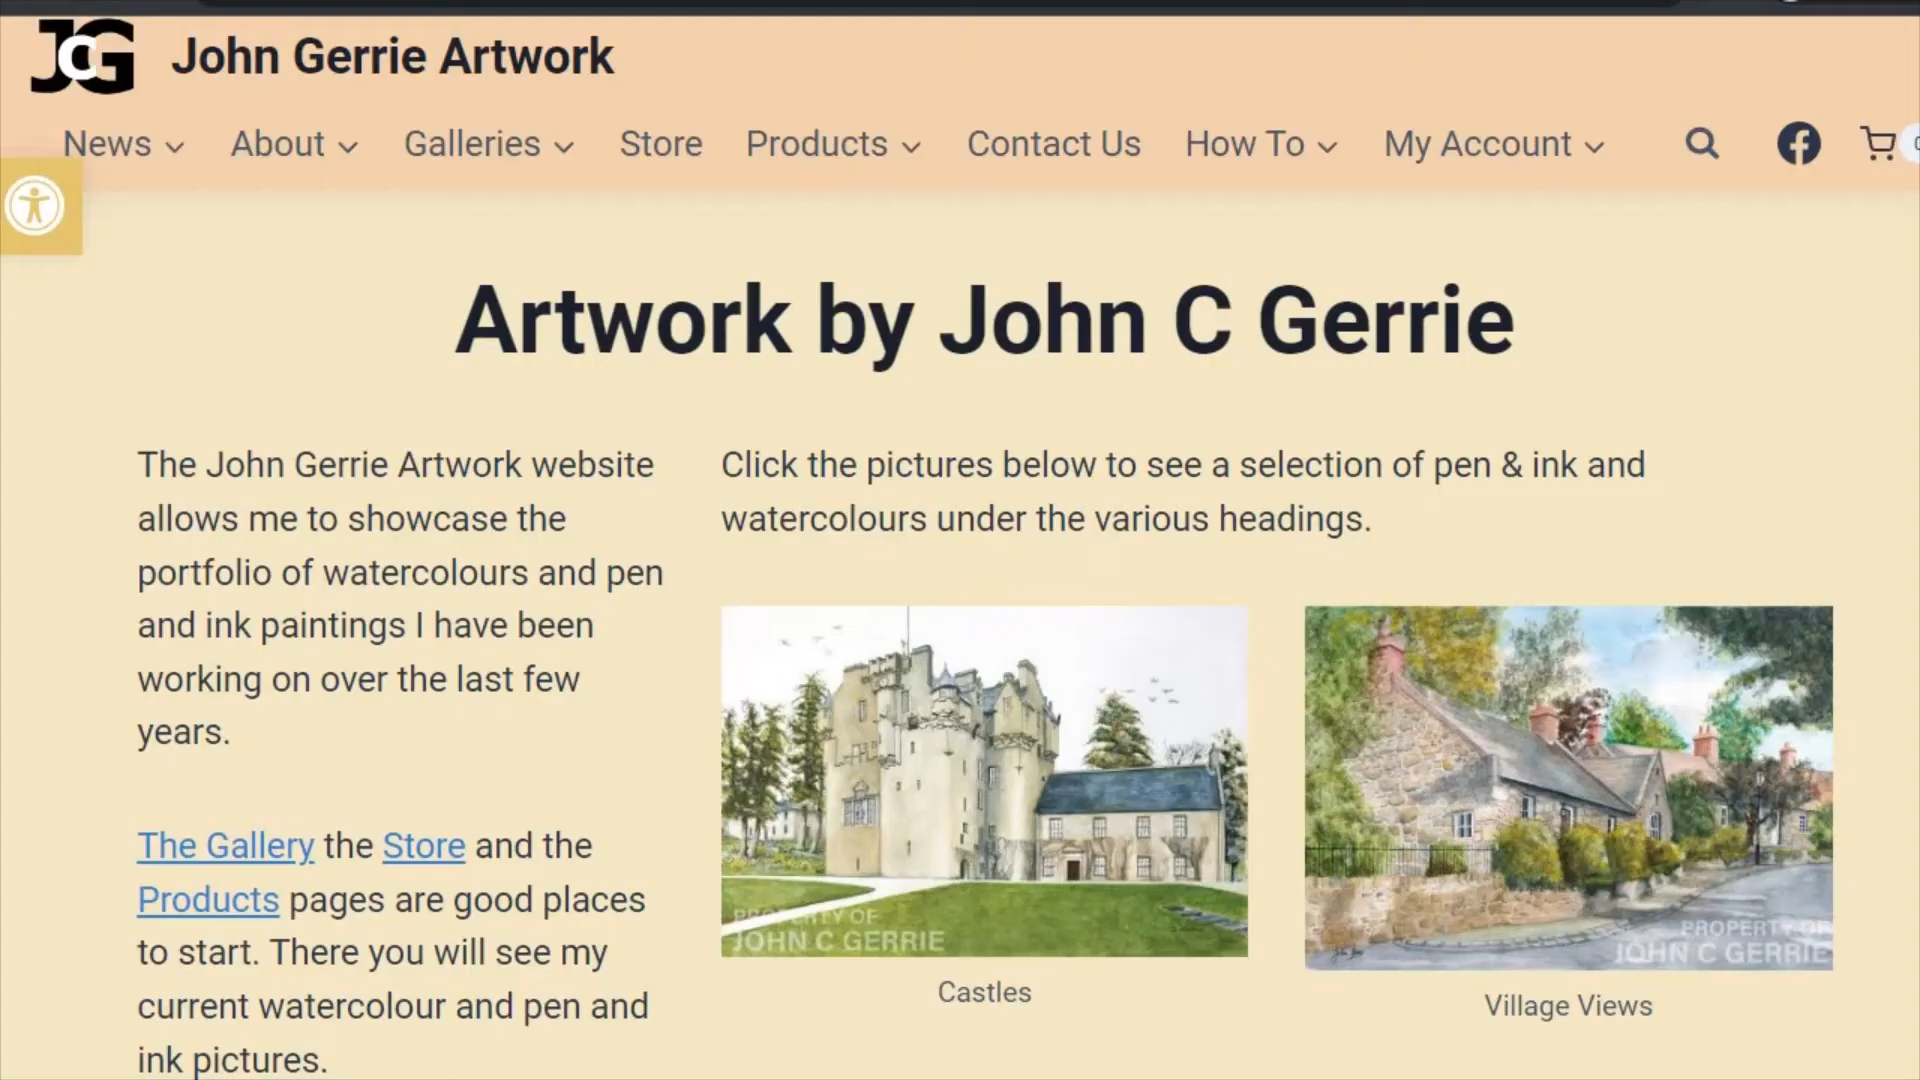 JCG
John Gerrie Artwork
News About Galleries Store Products Contact Us How To My Account
Artwork by John C Gerrie
The John Gerrie Artwork website
allows me to showcase the
portfolio of watercolours and pen
and ink paintings I have been
working on over the last few
years.
The Gallery the Store and the
Products pages are good places
to start. There you will see my
current watercolour and pen and
ink pictures.
Click the pictures below to see a selection of pen & ink and
watercolours under the various headings.
PROPERTY OF
JOHN C GERRIE
Castles
PROPERTY OF
JOHN C GERRIE
Village Views